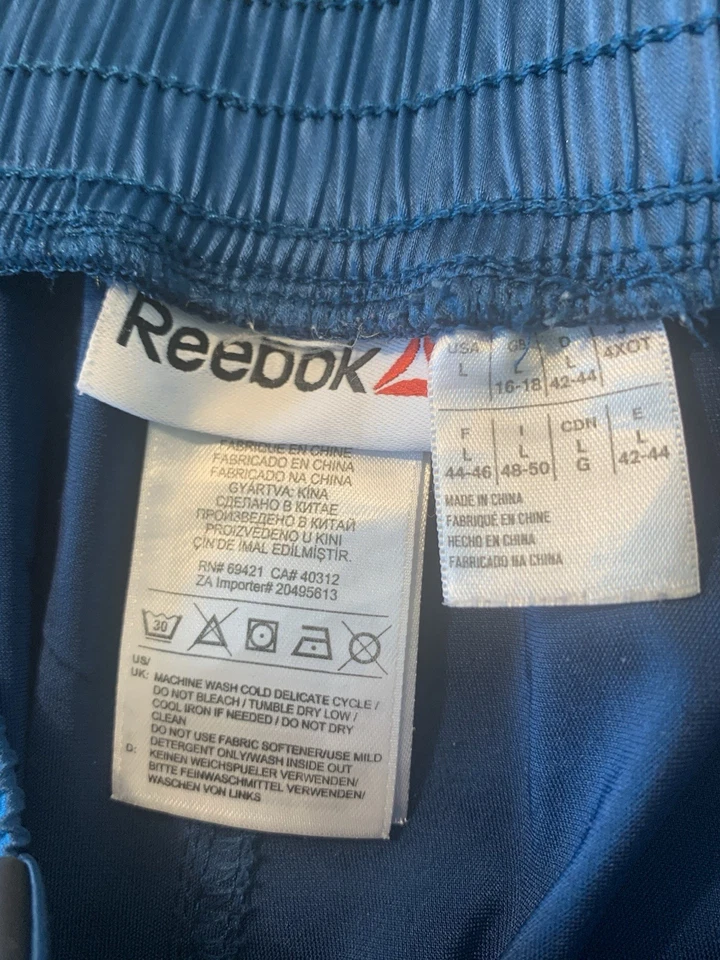 Reebok
FABRIQUÉ EN CHINE
FABRICADO EN CHINA
FABRICADO NA CHINA
GYÁRTVA: KÍNA
СДЕЛАНО В КИТАЕ
ПРОИЗВЕДЕНО В КИТАЙ
PROIZVEDENO U KINI
ÇİN'DE İMAL EDİLMİŞTİR.
RN# 69421 CA# 40312
ZA Importer# 20495613
30
US/
UK: MACHINE WASH COLD DELICATE CYCLE /
DO NOT BLEACH / TUMBLE DRY LOW /
COOL IRON IF NEEDED / DO NOT DRY
CLEAN
DO NOT USE FABRIC SOFTENER/USE MILD
DETERGENT ONLY/WASH INSIDE OUT
D: KEINEN WEICHSPUELER VERWENDEN/
BITTE FEINWASCHMITTEL VERWENDEN/
WASCHEN VON LINKS
USA GB D
L L L 4XOT
16-18 42-44
F I CDN E
L L L L
44-46 48-50 G 42-44
MADE IN CHINA
FABRIQUÉ EN CHINE
HECHO EN CHINA
FABRICADO NA CHINA